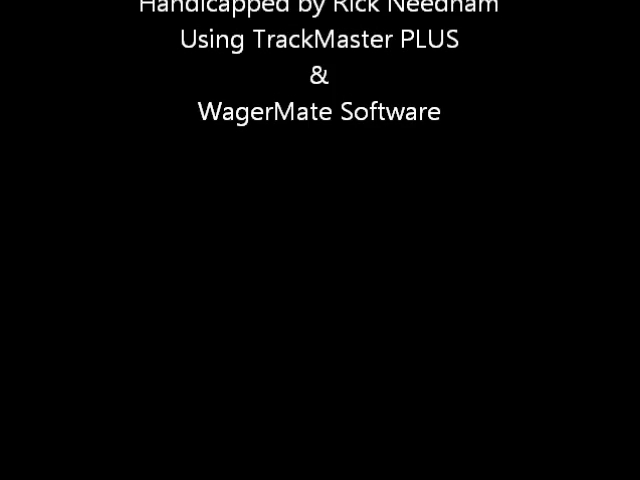 Handicapped by Rick Needham
Using TrackMaster PLUS
&
WagerMate Software